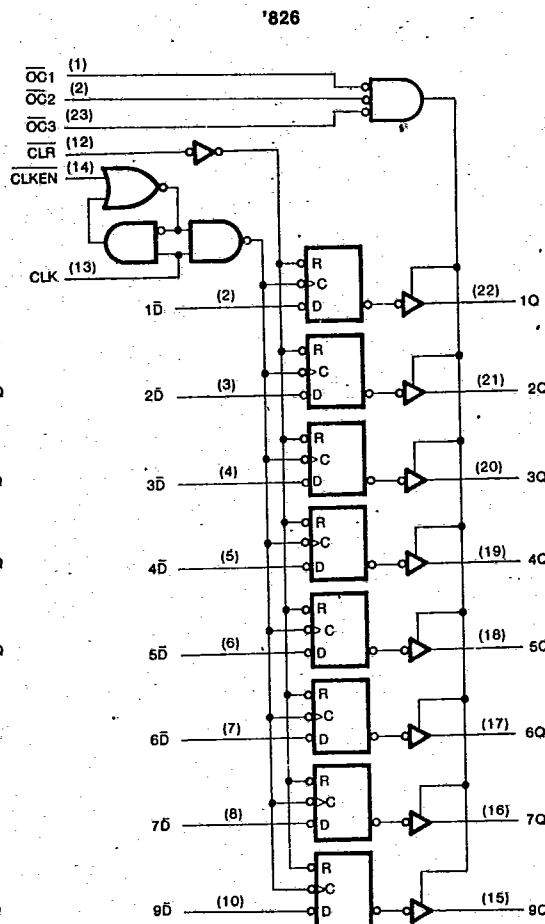 '826
OC1 (1)
OC2 (2)
OC3 (23)
CLR (12)
CLKEN (14)
CLK (13)
R
C
1D (2) D (22) 1Q
R
C
2D (3) D (21) 2Q
R
C
3D (4) D (20) 3Q
R
C
4D (5) D (19) 4Q
R
C
5D (6) D (18) 5Q
R
C
6D (7) D (17) 6Q
R
C
7D (8) D (16) 7Q
R
C
9D (10) D (15) 9Q